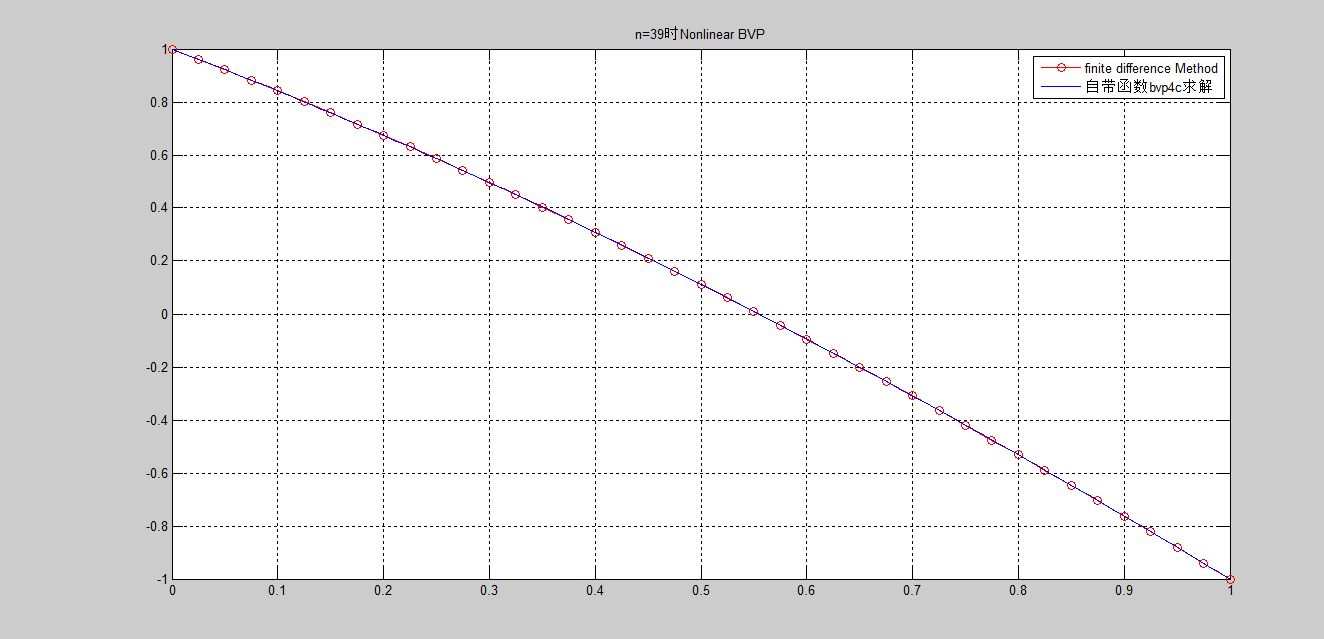 n=39时Nonlinear BVP
finite difference Method
自带函数bvp4c求解
1
0.8
0.6
0.4
0.2
0
-0.2
-0.4
-0.6
-0.8
-1
0 0.1 0.2 0.3 0.4 0.5 0.6 0.7 0.8 0.9 1